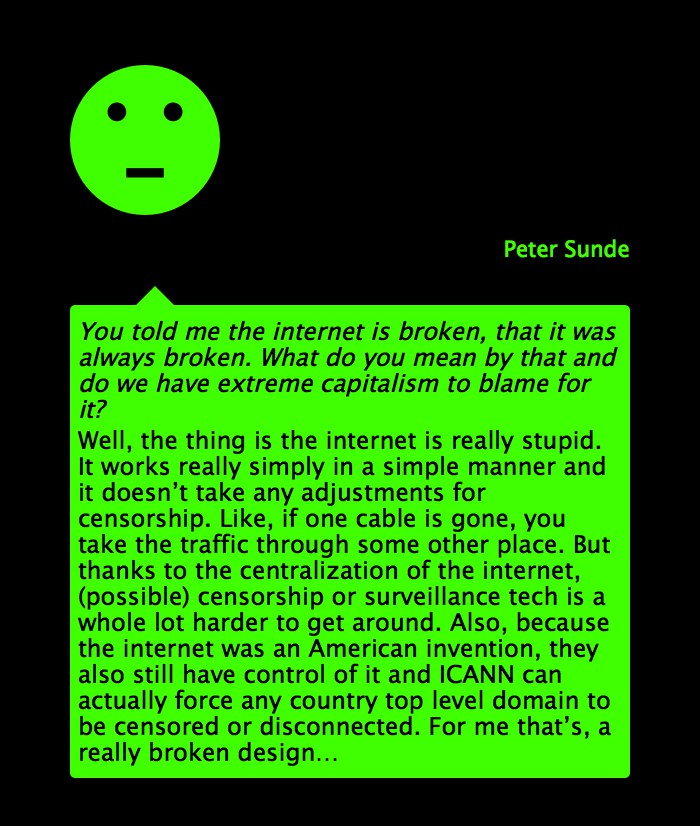 Peter Sunde
You told me the internet is broken, that it was
always broken. What do you mean by that and
do we have extreme capitalism to blame for
it?
Well, the thing is the internet is really stupid.
It works really simply in a simple manner and
it doesn’t take any adjustments for
censorship. Like, if one cable is gone, you
take the traffic through some other place. But
thanks to the centralization of the internet,
(possible) censorship or surveillance tech is a
whole lot harder to get around. Also, because
the internet was an American invention, they
also still have control of it and ICANN can
actually force any country top level domain to
be censored or disconnected. For me that’s, a
really broken design…